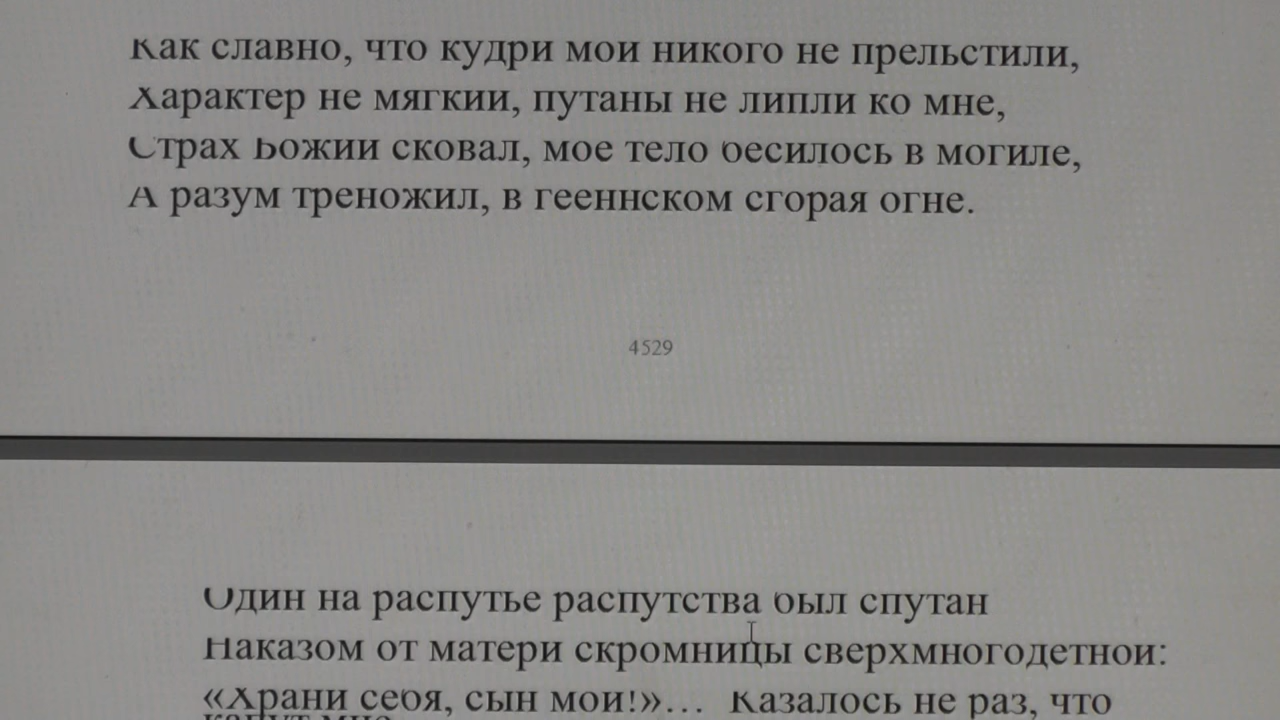 Как славно, что кудри мои никого не прельстили,
Характер не мягкий, путаны не липли ко мне,
Страх Божий сковал, мое тело бесилось в могиле,
А разум треножил, в гееннском сгорая огне.
4529
Один на распутье распутства был спутан
Наказом от матери скромницы сверхмногодетной:
«Храни себя, сын мой!»… Казалось не раз, что